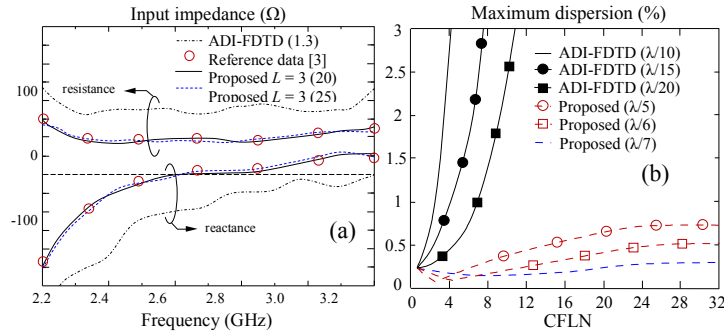 Input impedance (Ω)
ADI-FDTD (1.3)
Reference data [3]
Proposed L = 3 (20)
Proposed L = 3 (25)
resistance
reactance
100
0
-100
(a)
2.2 2.4 2.6 2.8 3.0 3.2
Frequency (GHz)
Maximum dispersion (%)
3
2.5
2
1.5
1
0.5
0
ADI-FDTD (λ/10)
ADI-FDTD (λ/15)
ADI-FDTD (λ/20)
Proposed (λ/5)
Proposed (λ/6)
Proposed (λ/7)
(b)
0 4 8 12 16 20 24 28 32
CFLN